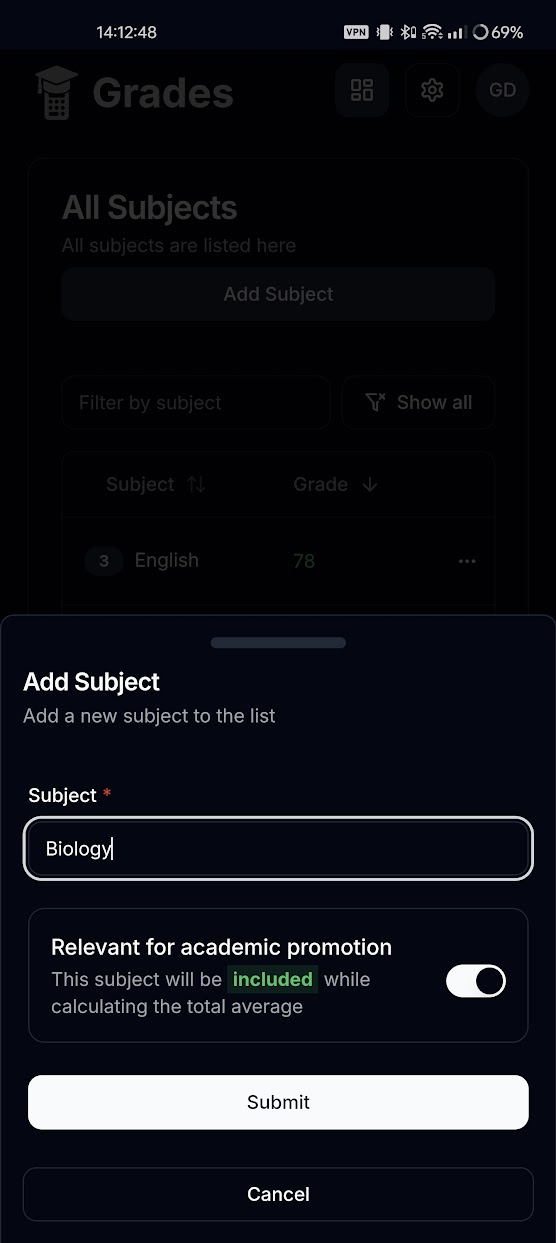 14:12:48
VPN
69%
Grades
GD
All Subjects
All subjects are listed here
Add Subject
Filter by subject
Show all
Subject
Grade
3 English 78
Add Subject
Add a new subject to the list
Subject *
Biology
Relevant for academic promotion
This subject will be included while
calculating the total average
Submit
Cancel